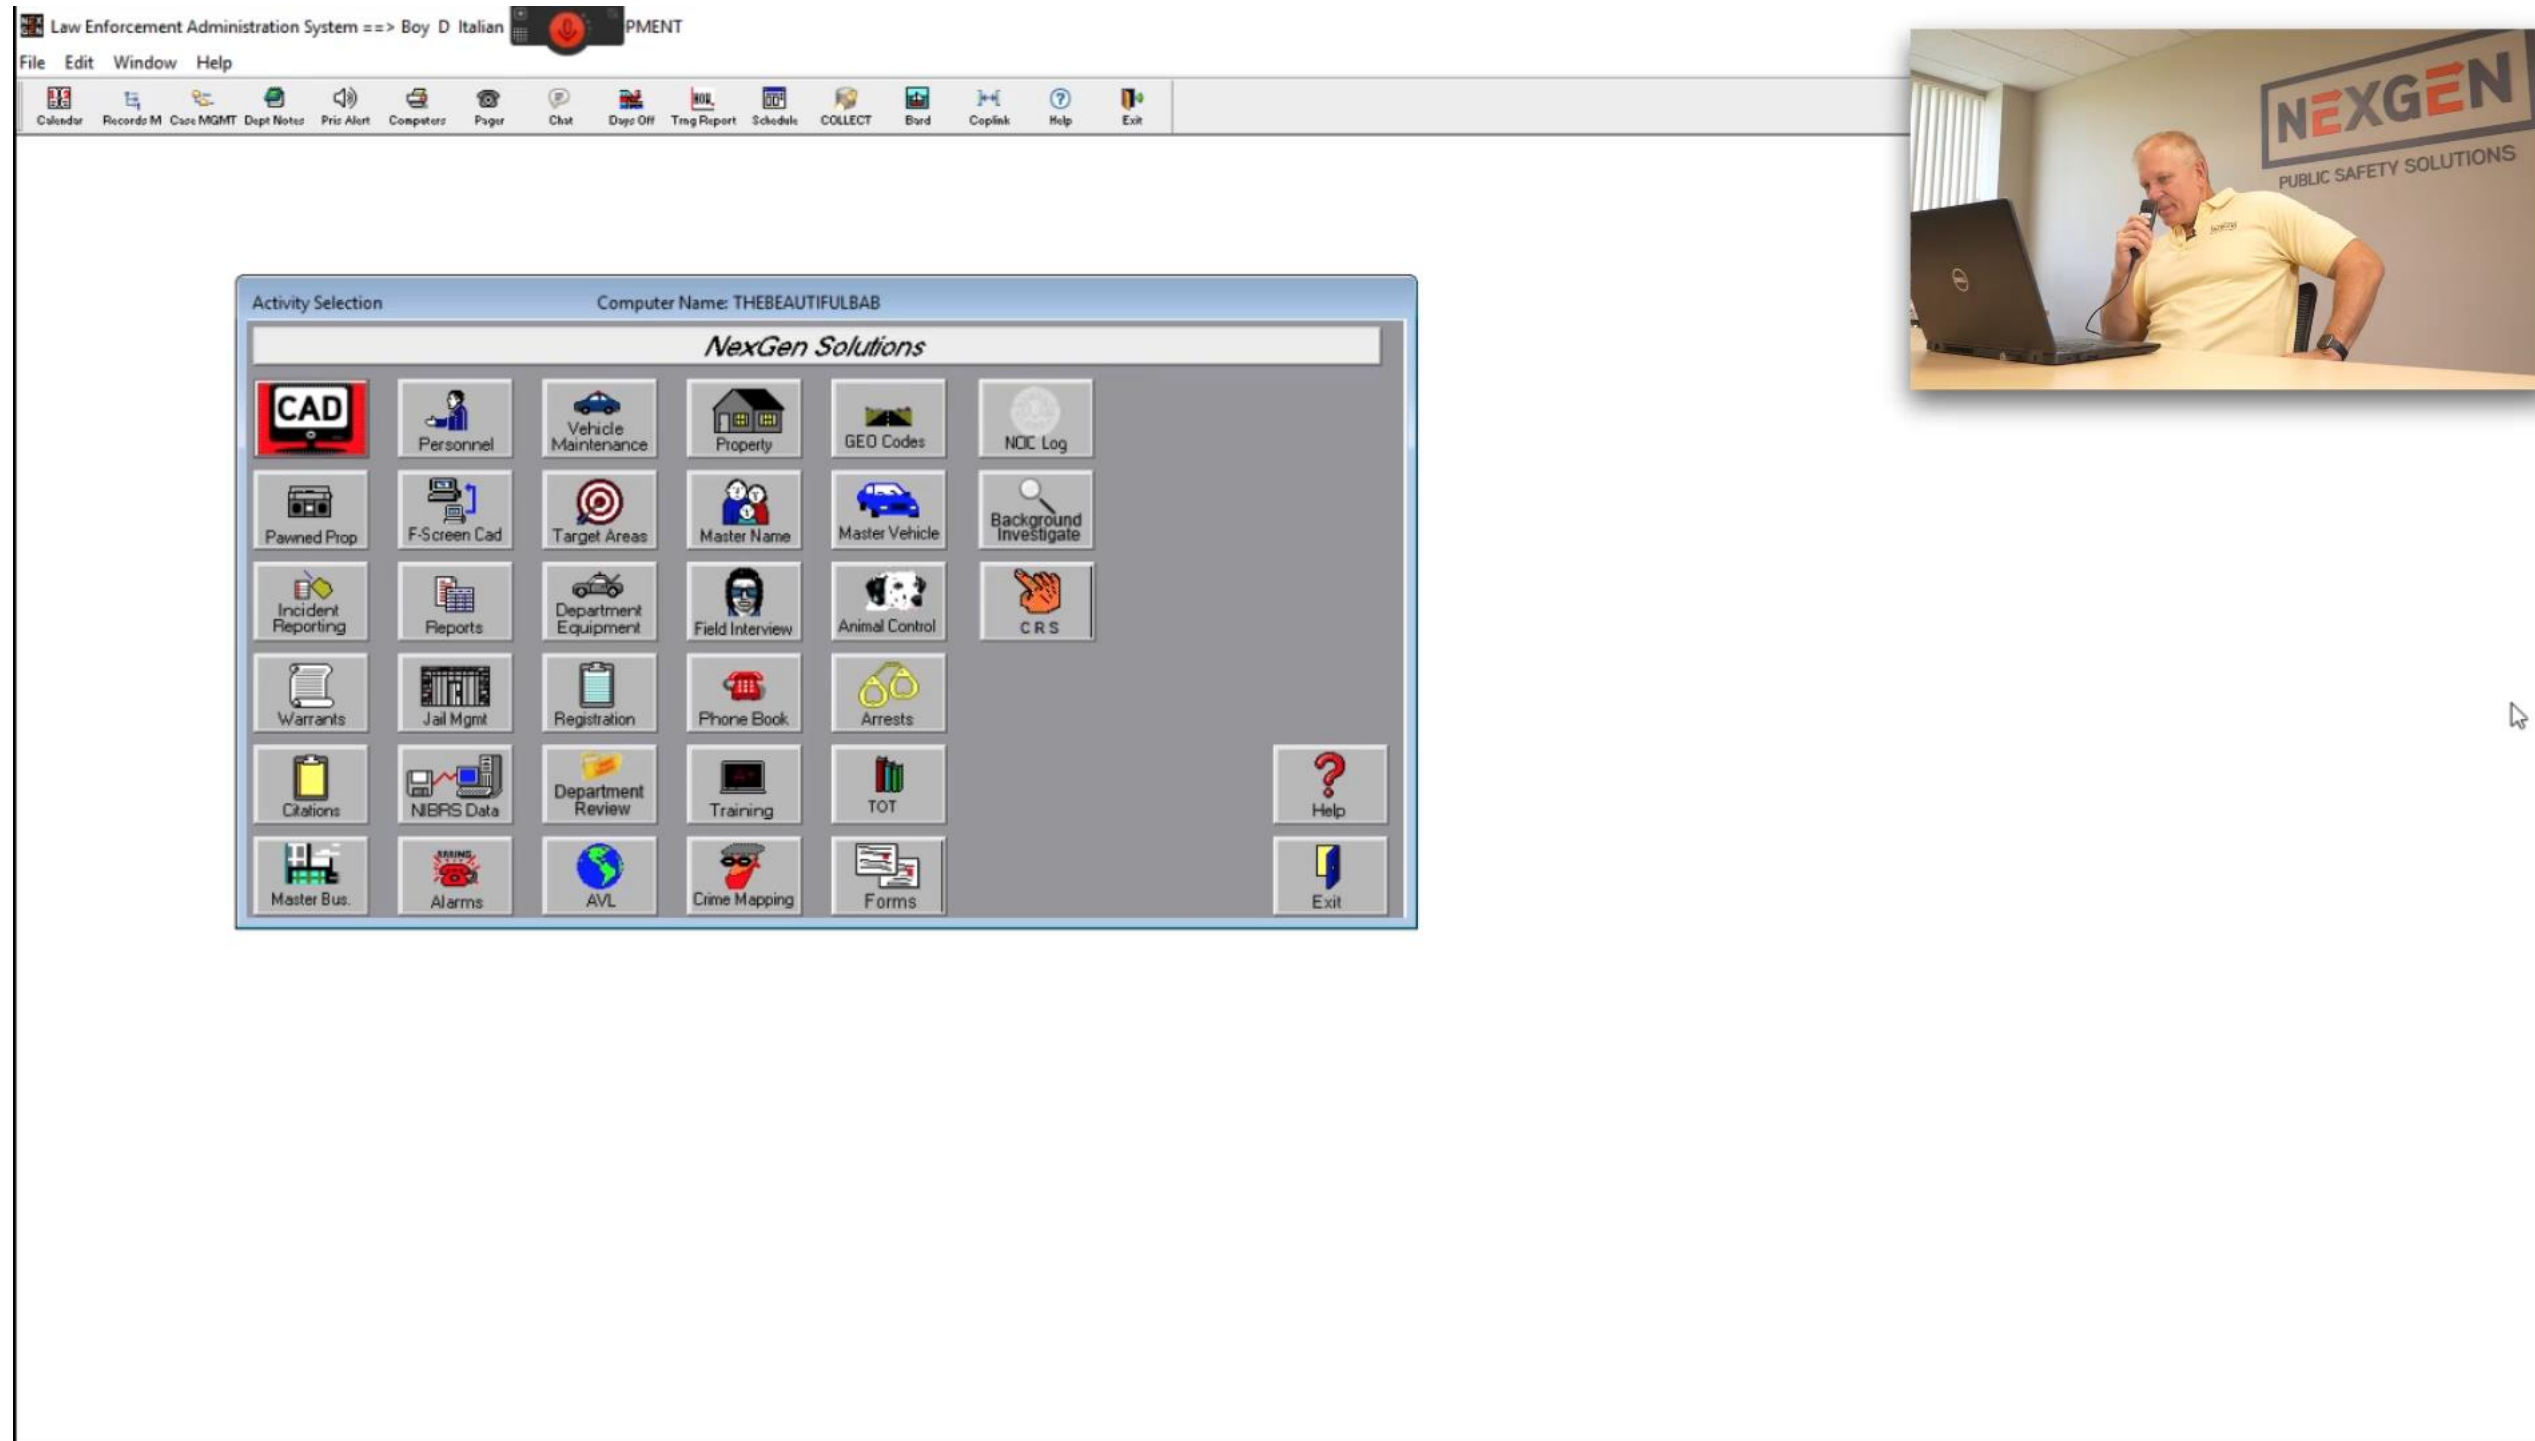 Law Enforcement Administration System ==> Boy D Italian PMENT
File Edit Window Help
Calendar Records M Case MGMT Dept Notes Pris Alert Computers Pager Chat Days Off Trng Report Schedule COLLECT Bard Coplink Help Exit
NEXGEN
PUBLIC SAFETY SOLUTIONS
DELL
Activity Selection Computer Name: THEBEAUTIFULBAB
NexGen Solutions
CAD
Personnel
Vehicle
Maintenance
Property
GEO Codes
NCIC Log
Pawned Prop
F-Screen Cad
Target Areas
Master Name
Master Vehicle
Background
Investigate
Incident
Reporting
Reports
Department
Equipment
Field Interview
Animal Control
C R S
Warrants
Jail Mgmt
Registration
Phone Book
Arrests
Citations
NIBRS Data
Department
Review
Training
TOT
Help
Master Bus.
Alarms
AVL
Crime Mapping
Forms
Exit